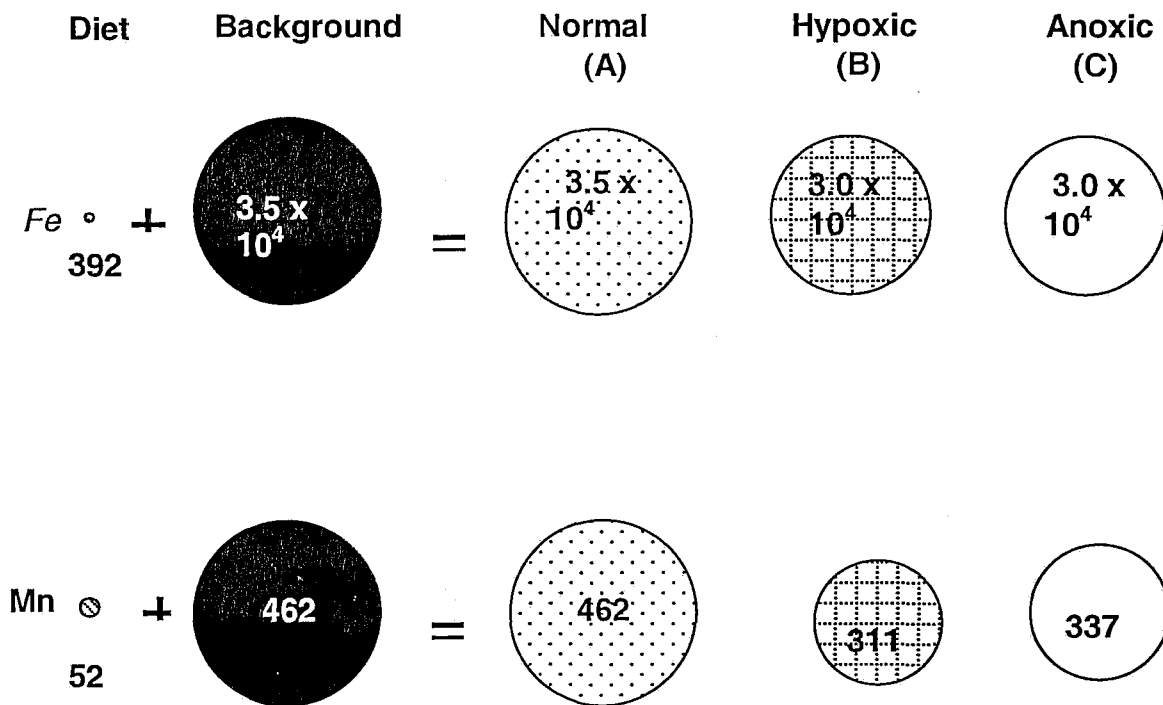 Diet Background Normal Hypoxic Anoxic
(A) (B) (C)
Fe + 3.5 x 3.5 x 3.0 x 3.0 x
392 10⁴ = 10⁴ 10⁴ 10⁴
Mn + 462 = 462 311 337
52